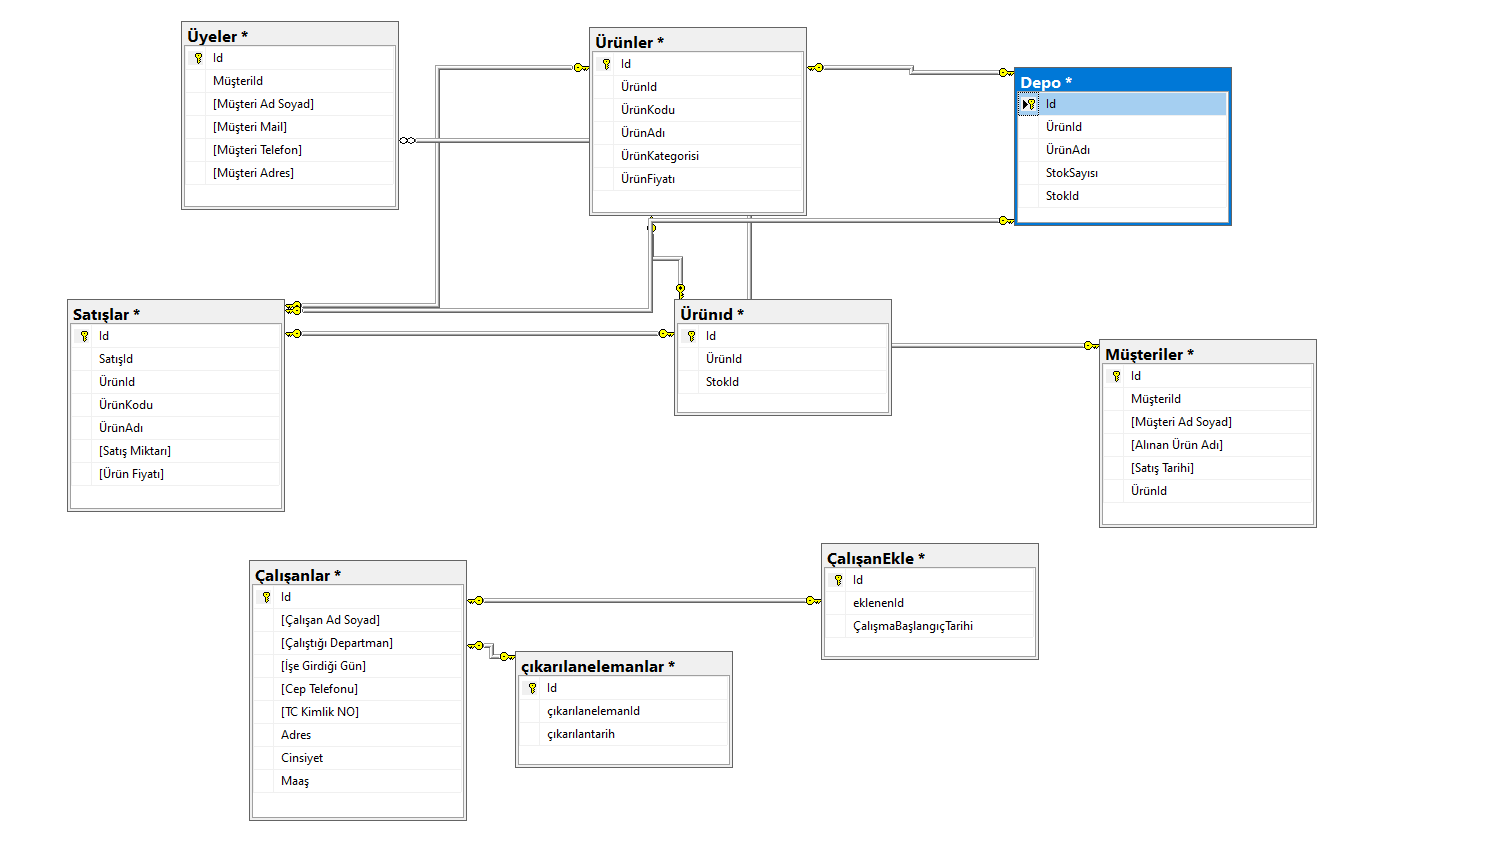 Üyeler *
Id
MüşteriId
[Müşteri Ad Soyad]
[Müşteri Mail]
[Müşteri Telefon]
[Müşteri Adres]
Ürünler *
Id
ÜrünId
ÜrünKodu
ÜrünAdı
ÜrünKategorisi
ÜrünFiyatı
Depo *
Id
ÜrünId
ÜrünAdı
StokSayısı
StokId
Satışlar *
Id
SatışId
ÜrünId
ÜrünKodu
ÜrünAdı
[Satış Miktarı]
[Ürün Fiyatı]
Ürünıd *
Id
ÜrünId
StokId
Müşteriler *
Id
MüşteriId
[Müşteri Ad Soyad]
[Alınan Ürün Adı]
[Satış Tarihi]
ÜrünId
Çalışanlar *
Id
[Çalışan Ad Soyad]
[Çalıştığı Departman]
[İşe Girdiği Gün]
[Cep Telefonu]
[TC Kimlik NO]
Adres
Cinsiyet
Maaş
çıkarılanelemanlar *
Id
çıkarılanelemanId
çıkarılantarih
ÇalışanEkle *
Id
eklenenId
ÇalışmaBaşlangıçTarihi